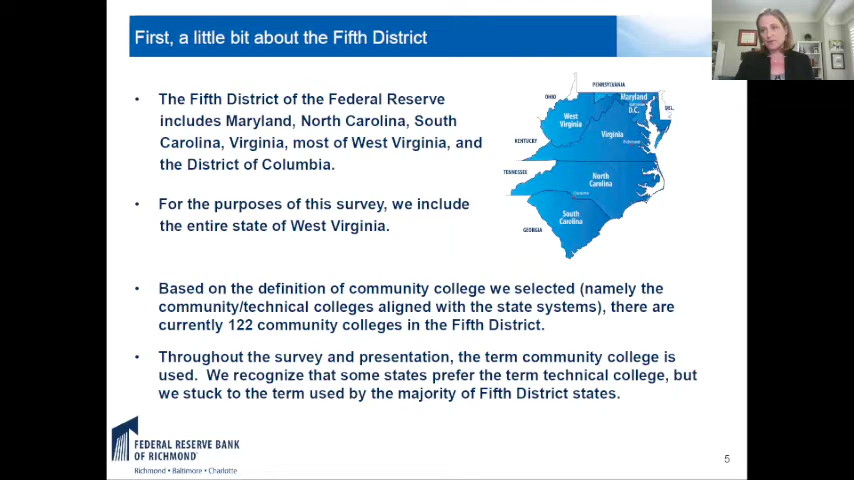 First, a little bit about the Fifth District
• The Fifth District of the Federal Reserve
includes Maryland, North Carolina, South
Carolina, Virginia, most of West Virginia, and
the District of Columbia.
• For the purposes of this survey, we include
the entire state of West Virginia.
PENNSYLVANIA
OHIO
Maryland
D.C.
DEL.
West
Virginia
Virginia
Richmond
KENTUCKY
TENNESSEE
North
Carolina
Charlotte
South
Carolina
GEORGIA
• Based on the definition of community college we selected (namely the
community/technical colleges aligned with the state systems), there are
currently 122 community colleges in the Fifth District.
• Throughout the survey and presentation, the term community college is
used. We recognize that some states prefer the term technical college, but
we stuck to the term used by the majority of Fifth District states.
FEDERAL RESERVE BANK
OF RICHMOND
Richmond • Baltimore • Charlotte
5